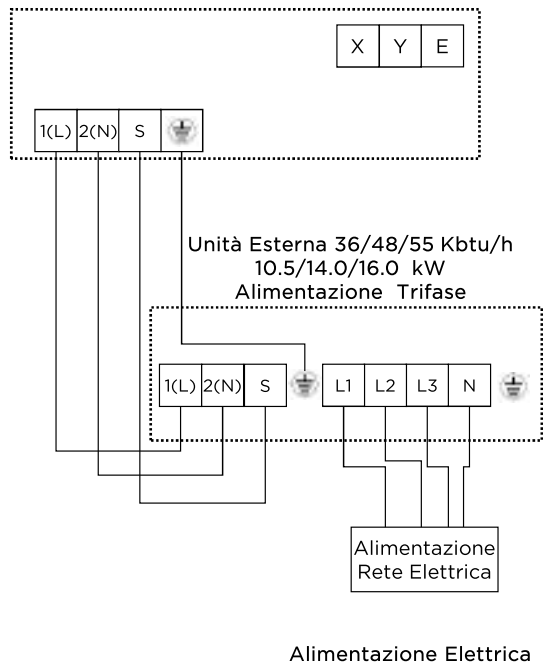 X Y E
1(L) 2(N) S
Unità Esterna 36/48/55 Kbtu/h
10.5/14.0/16.0 kW
Alimentazione Trifase
1(L) 2(N) S L1 L2 L3 N
Alimentazione
Rete Elettrica
Alimentazione Elettrica